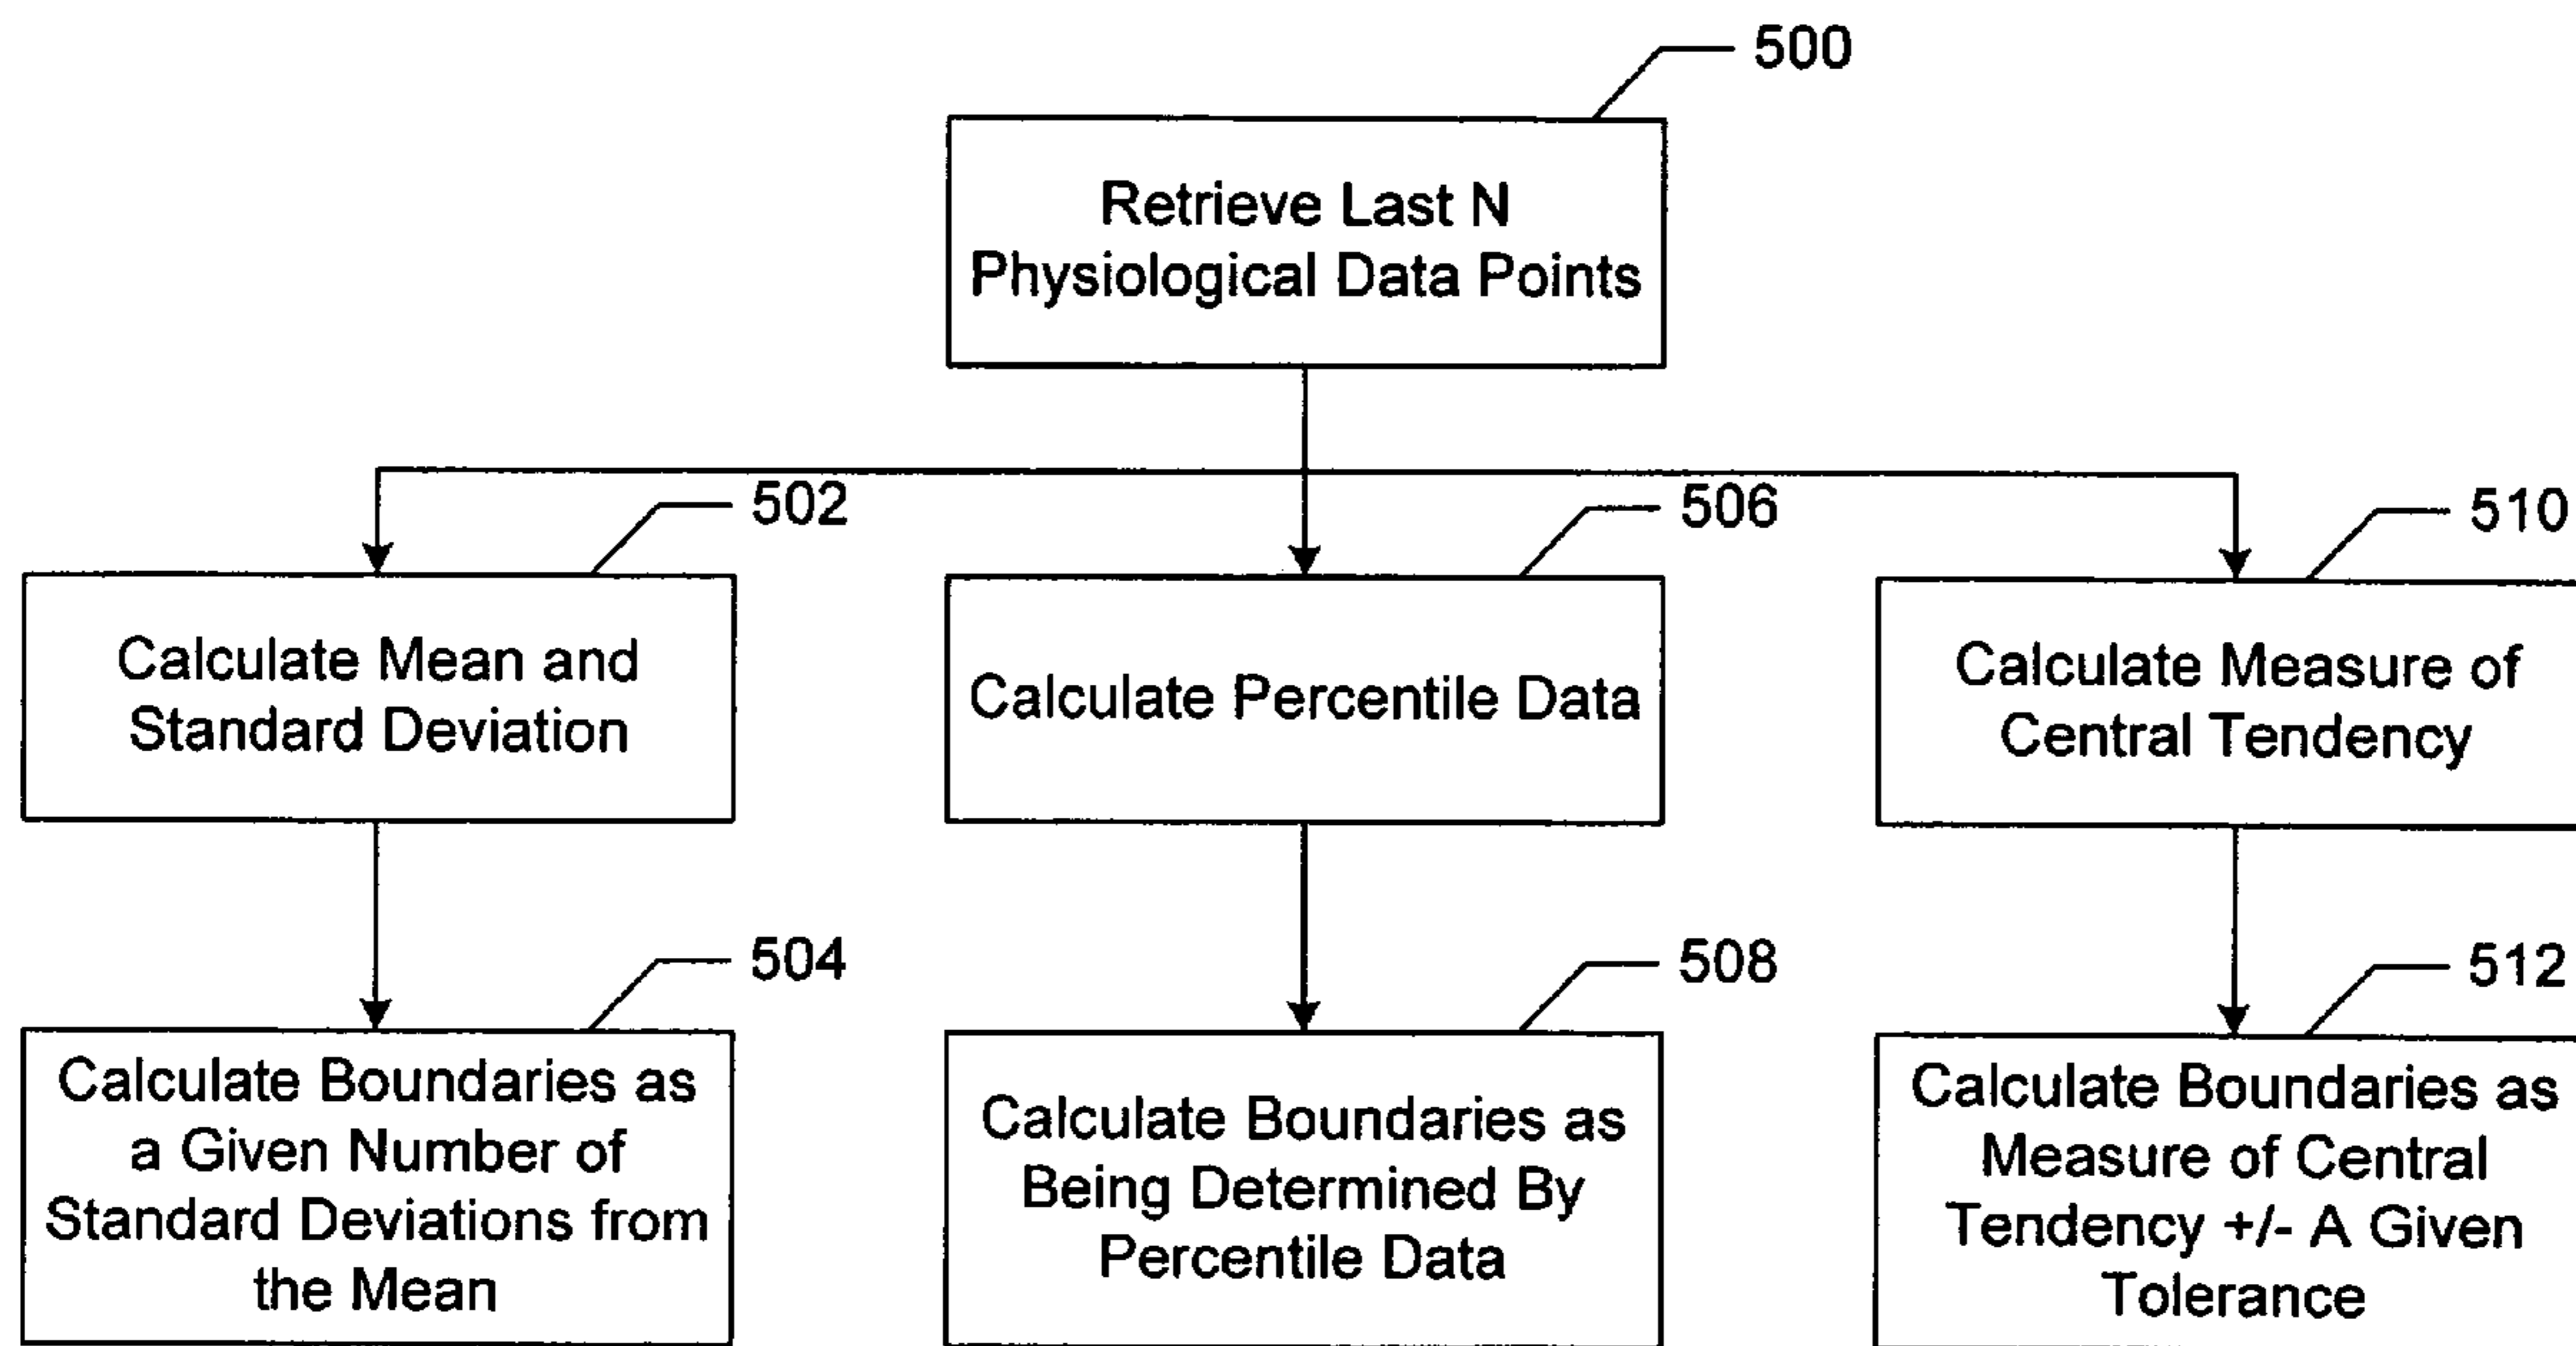 500
Retrieve Last N
Physiological Data Points
502
506
510
Calculate Mean and
Standard Deviation
Calculate Percentile Data
Calculate Measure of
Central Tendency
504
508
512
Calculate Boundaries as
a Given Number of
Standard Deviations from
the Mean
Calculate Boundaries as
Being Determined By
Percentile Data
Calculate Boundaries as
Measure of Central
Tendency +/- A Given
Tolerance